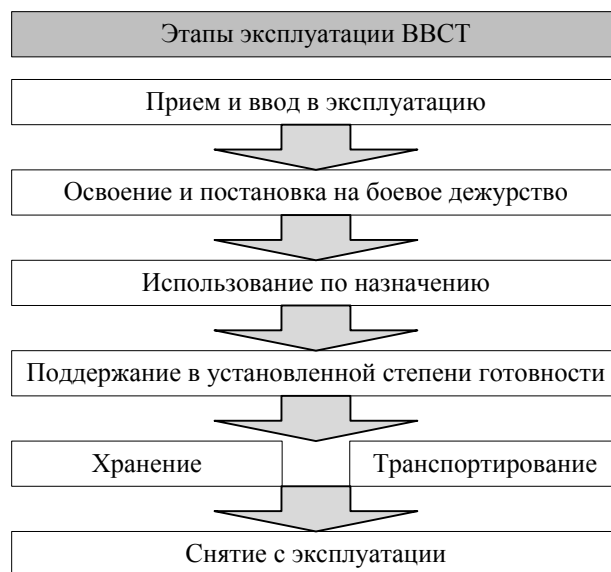 Этапы эксплуатации ВВСТ
Прием и ввод в эксплуатацию
Освоение и постановка на боевое дежурство
Использование по назначению
Поддержание в установленной степени готовности
Хранение
Транспортирование
Снятие с эксплуатации